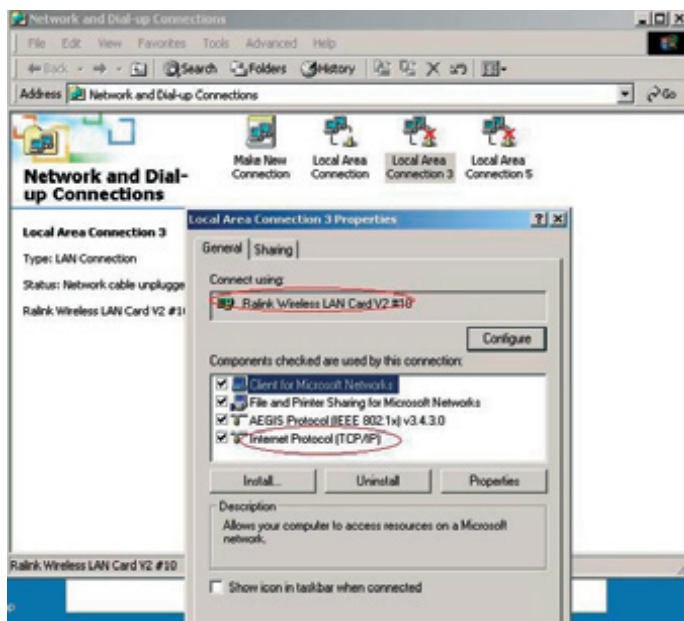 Network and Dial-up Connections
File Edit View Favorites Tools Advanced Help
Back Search Folders History
Address Network and Dial-up Connections Go
Make New Connection
Local Area Connection
Local Area Connection 3
Local Area Connection 5
Network and Dial-
up Connections
Local Area Connection 3
Type: LAN Connection
Status: Network cable unplugge
Ralink Wireless LAN Card V2 #1
Local Area Connection 3 Properties
General Sharing
Connect using:
Ralink Wireless LAN Card V2 #10
Configure
Components checked are used by this connection:
Client for Microsoft Networks
File and Printer Sharing for Microsoft Networks
AEGIS Protocol (IEEE 802.1x) v3.4.3.0
Internet Protocol (TCP/IP)
Install... Uninstall Properties
Description
Allows your computer to access resources on a Microsoft
network.
Show icon in taskbar when connected
Ralink Wireless LAN Card V2 #10